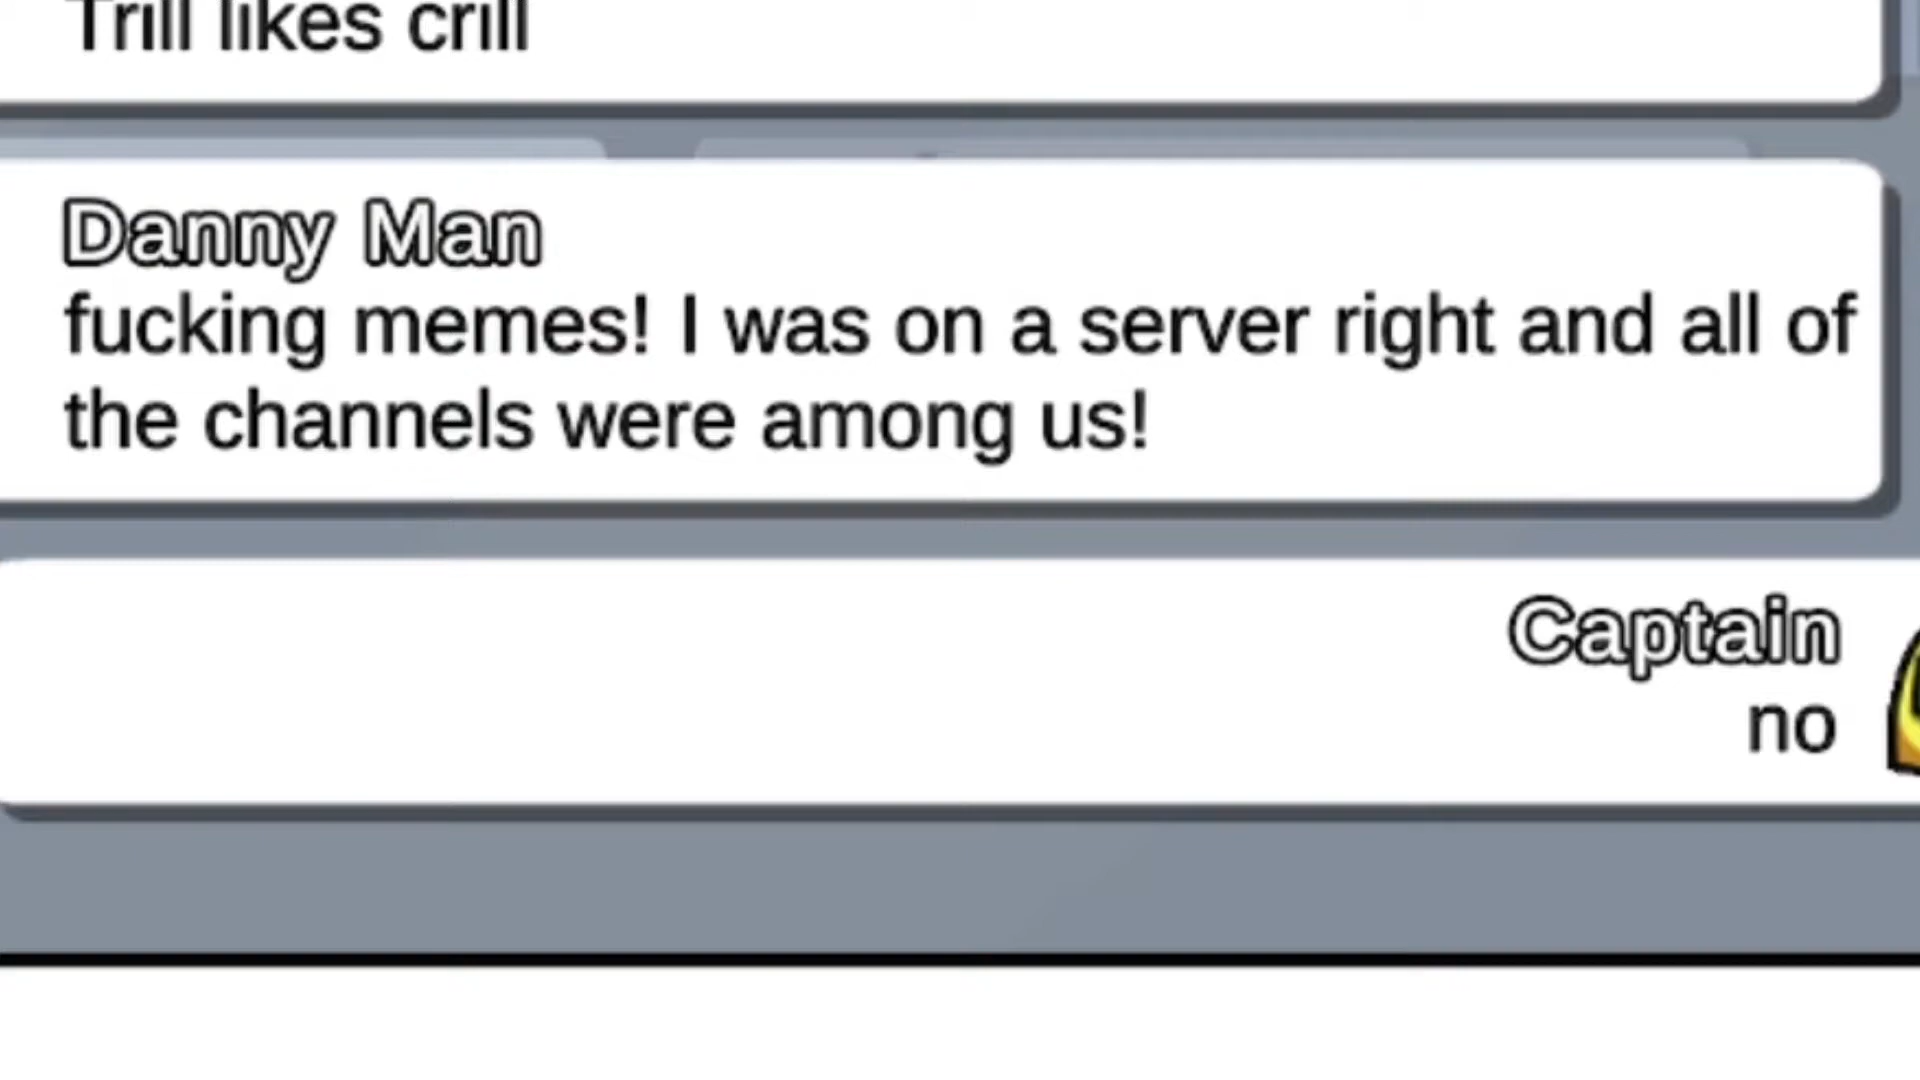 Trill likes crill
Danny Man
fucking memes! I was on a server right and all of
the channels were among us!
Captain
no